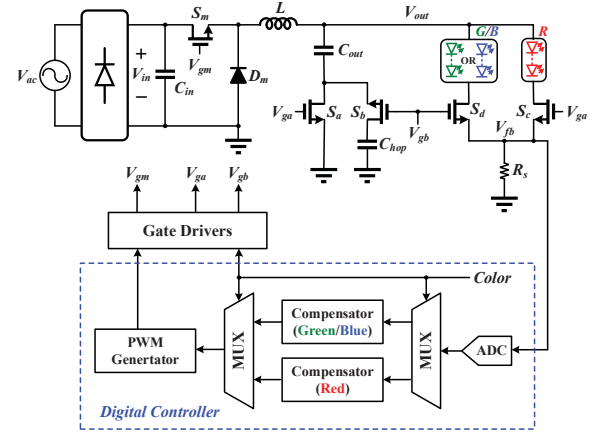 S_m
L
V_out
G/B
R
V_ac
V_in
+
−
C_in
V_gm
D_m
C_out
OR
V_ga
S_a
S_b
C_hop
V_gb
S_d
S_c
V_ga
V_fb
R_s
V_gm
V_ga
V_gb
Gate Drivers
Color
PWM
Genertator
MUX
Compensator
(Green/Blue)
Compensator
(Red)
MUX
ADC
Digital Controller